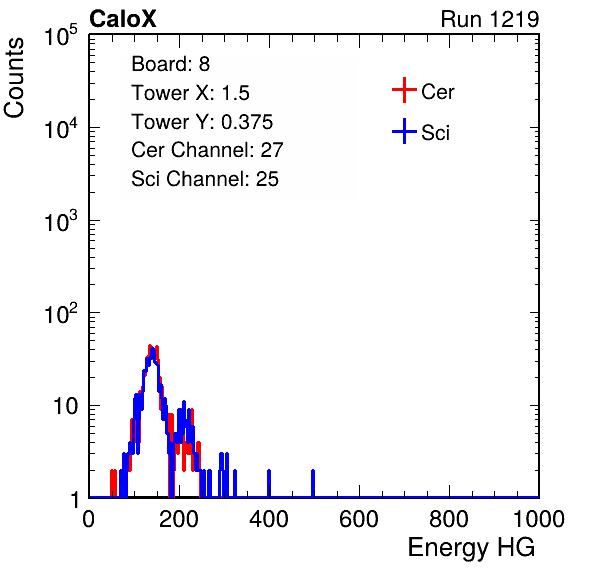 CaloX Run 1219
Counts
10^5
10^4
10^3
10^2
10
1
Board: 8
Tower X: 1.5
Tower Y: 0.375
Cer Channel: 27
Sci Channel: 25
Cer
Sci
0 200 400 600 800 1000
Energy HG